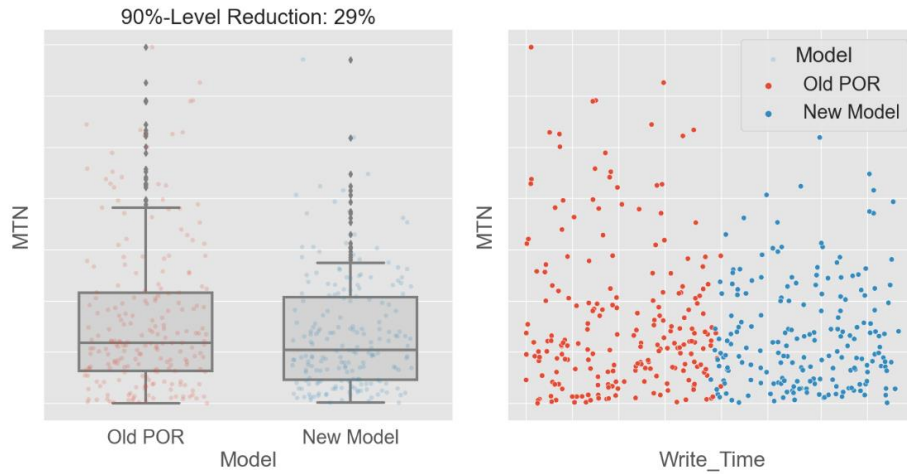 90%-Level Reduction: 29%
MTN
Old POR
New Model
Model
MTN
Model
Old POR
New Model
Write_Time